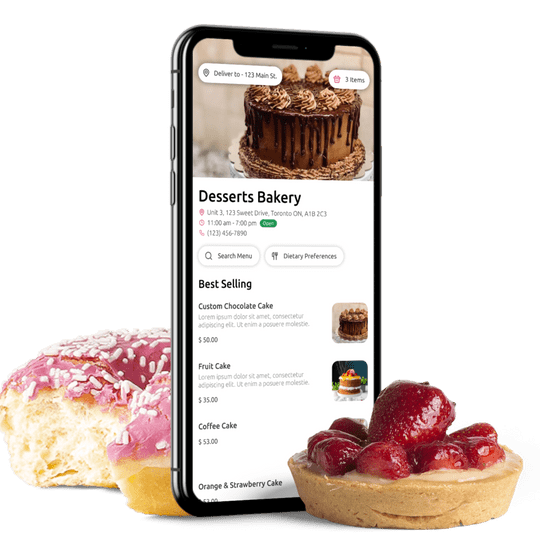 Deliver to - 123 Main St.
3 Items
Desserts Bakery
Unit 3, 123 Sweet Drive, Toronto ON, A1B 2C3
11:00 am - 7:00 pm Open
(123) 456-7890
Search Menu
Dietary Preferences
Best Selling
Custom Chocolate Cake
Lorem ipsum dolor sit amet, consectetur
adipiscing elit. Ut enim a posuere molestie.
$ 50.00
Fruit Cake
Lorem ipsum dolor sit amet, consectetur
adipiscing elit. Ut enim a posuere molestie.
$ 35.00
Coffee Cake
$ 53.00
Orange & Strawberry Cake
$ 53.00